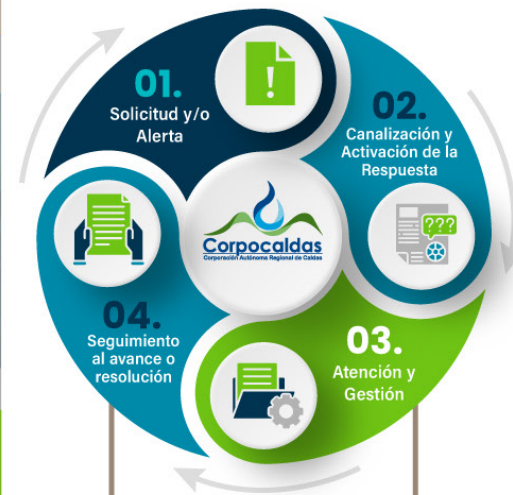 01.
Solicitud y/o
Alerta
02.
Canalización y
Activación de la
Respuesta
???
Corpocaldas
Corporación Autónoma Regional de Caldas
03.
Atención y
Gestión
04.
Seguimiento
al avance o
resolución